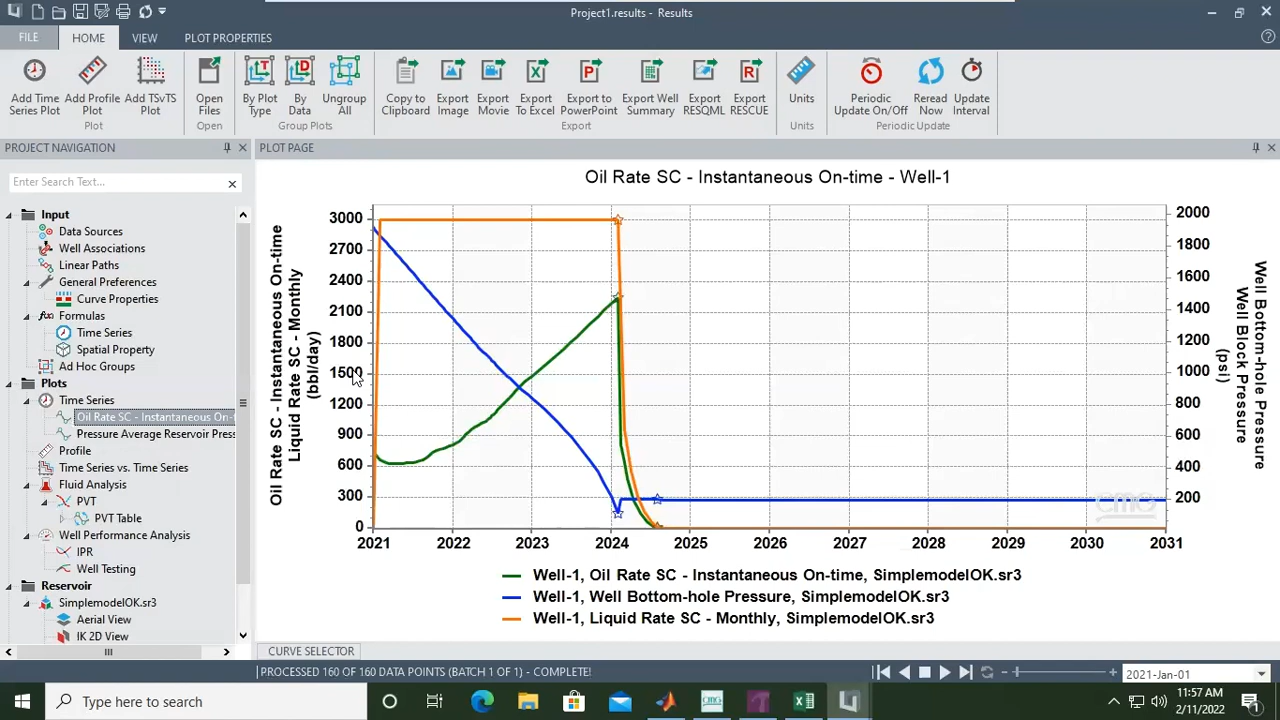 Project1.results - Results
FILE HOME VIEW PLOT PROPERTIES
Add Time Series Plot
Add Profile Plot
Add TSvTS Plot
Open Files
By Plot Type
By Data
Ungroup All
Copy to Clipboard
Export Image
Export Movie
Export To Excel
Export to PowerPoint
Export Well Summary
Export RESQML
Export RESCUE
Units
Periodic Update On/Off
Reread Now
Update Interval
Plot Open Group Plots Export Units Periodic Update
PROJECT NAVIGATION
Enter Search Text...
Input
Data Sources
Well Associations
Linear Paths
General Preferences
Curve Properties
Formulas
Time Series
Spatial Property
Ad Hoc Groups
Plots
Time Series
Oil Rate SC - Instantaneous On-t
Pressure Average Reservoir Press
Profile
Time Series vs. Time Series
Fluid Analysis
PVT
PVT Table
Well Performance Analysis
IPR
Well Testing
Reservoir
SimplemodelOK.sr3
Aerial View
IK 2D View
PLOT PAGE
Oil Rate SC - Instantaneous On-time - Well-1
Oil Rate SC - Instantaneous On-time
Liquid Rate SC - Monthly
(bbl/day)
3000
2700
2400
2100
1800
1500
1200
900
600
300
0
2000
1800
1600
1400
1200
1000
800
600
400
200
Well Bottom-hole Pressure
Well Block Pressure
(psi)
cmg
2021 2022 2023 2024 2025 2026 2027 2028 2029 2030 2031
Well-1, Oil Rate SC - Instantaneous On-time, SimplemodelOK.sr3
Well-1, Well Bottom-hole Pressure, SimplemodelOK.sr3
Well-1, Liquid Rate SC - Monthly, SimplemodelOK.sr3
CURVE SELECTOR
PROCESSED 160 OF 160 DATA POINTS (BATCH 1 OF 1) - COMPLETE!
2021-Jan-01
Type here to search
11:57 AM
2/11/2022